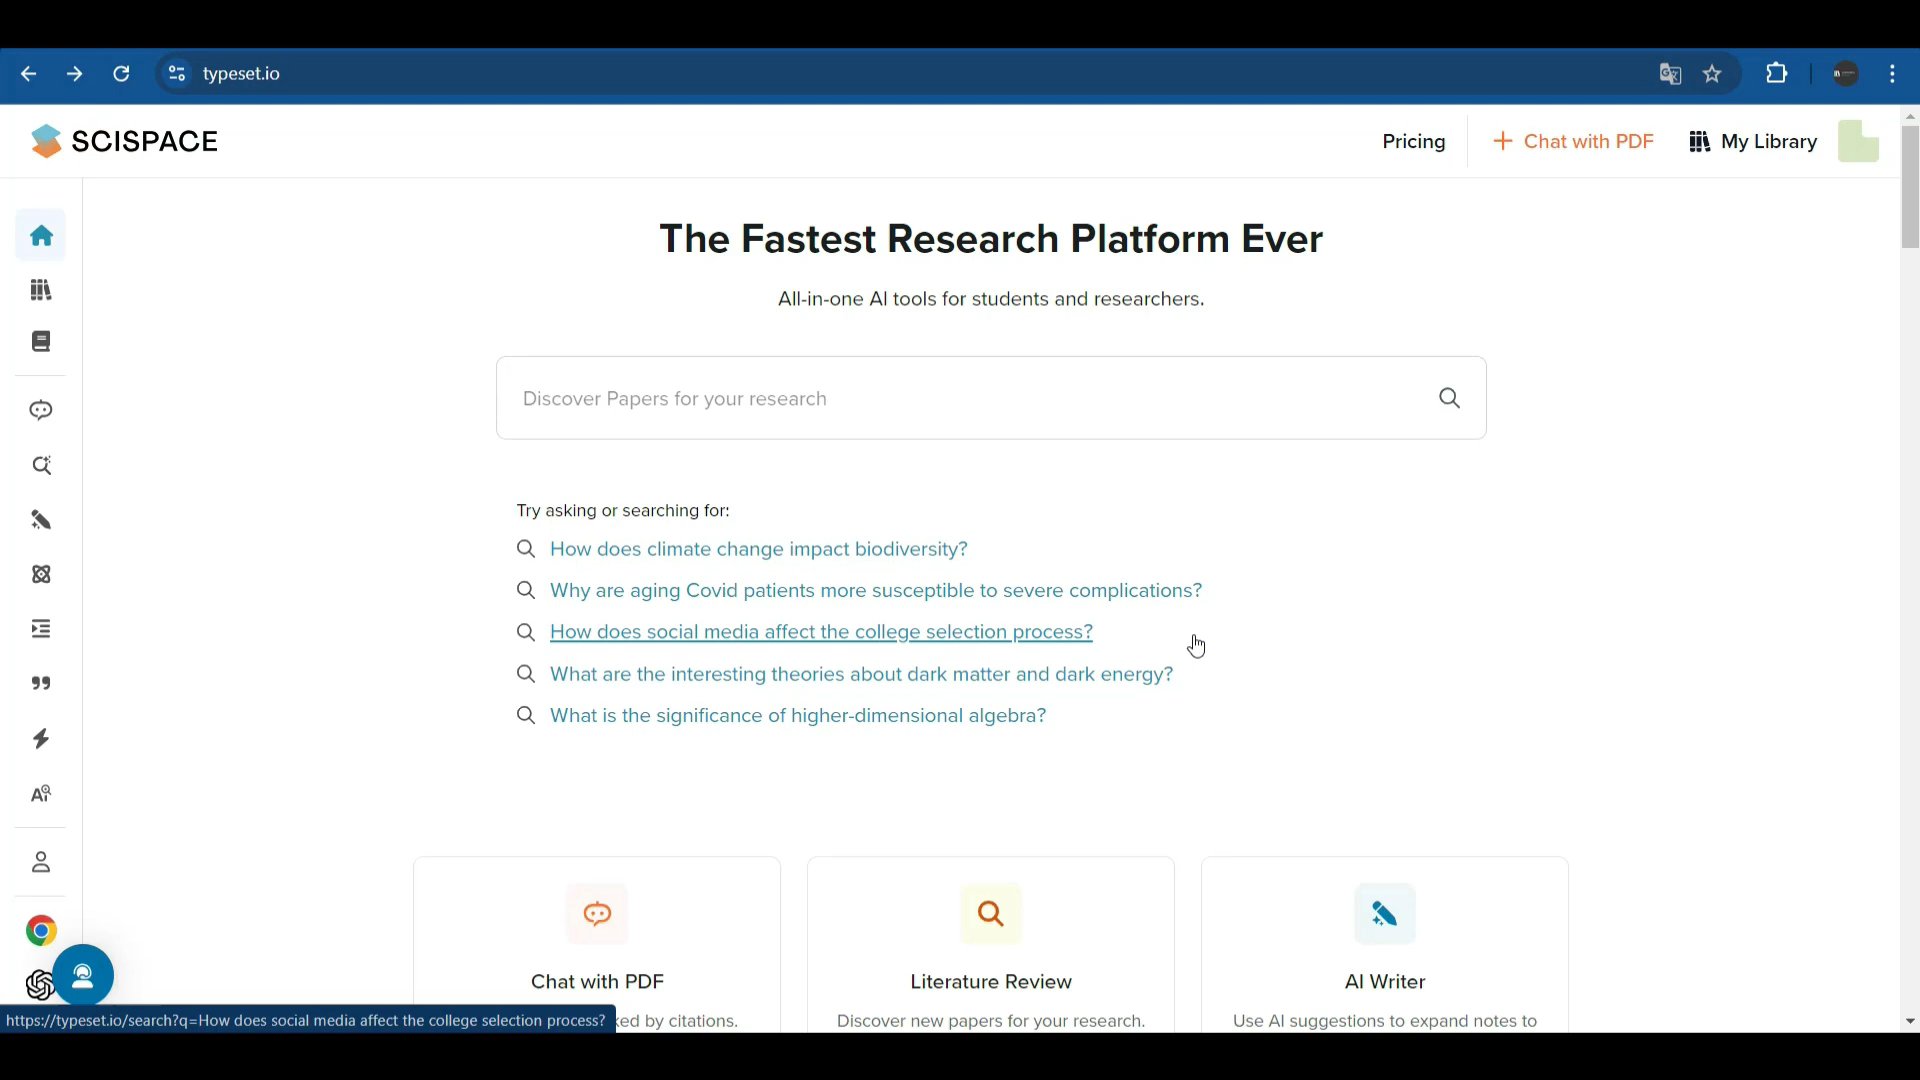 typeset.io
SCISPACE
Pricing
Chat with PDF
My Library
The Fastest Research Platform Ever
All-in-one AI tools for students and researchers.
Discover Papers for your research
Try asking or searching for:
How does climate change impact biodiversity?
Why are aging Covid patients more susceptible to severe complications?
How does social media affect the college selection process?
What are the interesting theories about dark matter and dark energy?
What is the significance of higher-dimensional algebra?
Chat with PDF
Literature Review
AI Writer
by citations.
Discover new papers for your research.
Use AI suggestions to expand notes to
https://typeset.io/search?q=How does social media affect the college selection process?